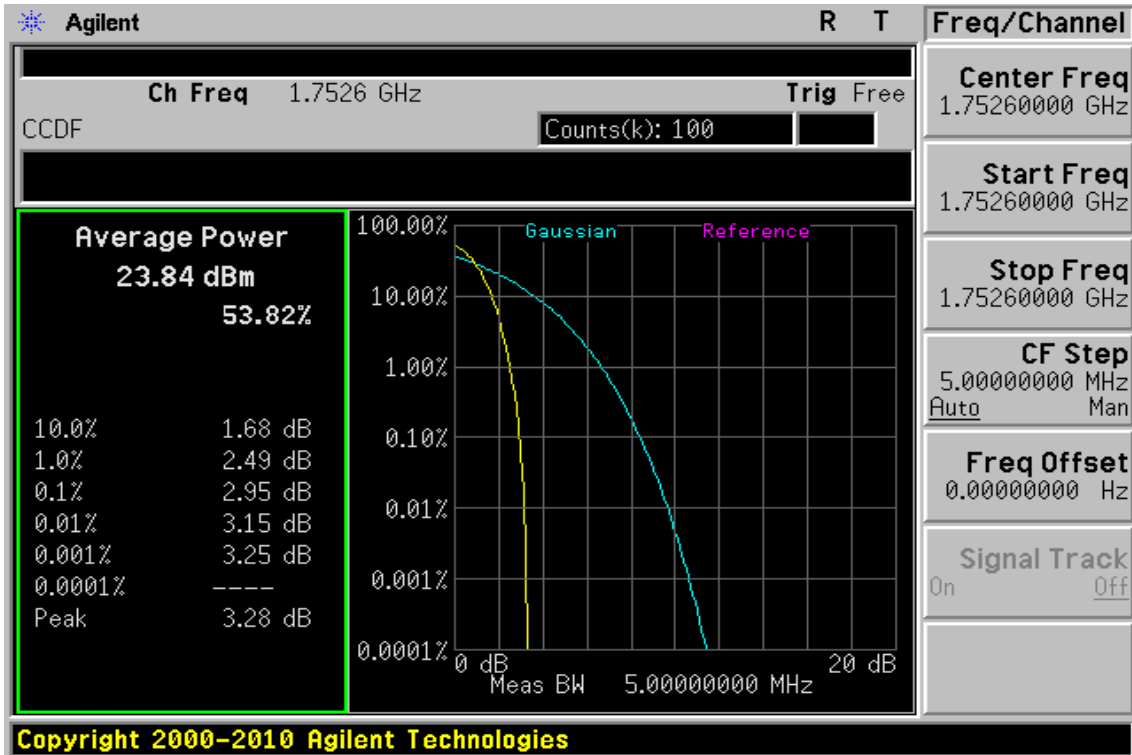 Agilent R T
Ch Freq 1.7526 GHz Trig Free
CCDF Counts(k): 100
Average Power
23.84 dBm
53.82%
10.0% 1.68 dB
1.0% 2.49 dB
0.1% 2.95 dB
0.01% 3.15 dB
0.001% 3.25 dB
0.0001% ----
Peak 3.28 dB
Gaussian Reference
100.00%
10.00%
1.00%
0.10%
0.01%
0.001%
0.0001%
0 dB 20 dB
Meas BW 5.00000000 MHz
Freq/Channel
Center Freq
1.75260000 GHz
Start Freq
1.75260000 GHz
Stop Freq
1.75260000 GHz
CF Step
5.00000000 MHz
Auto Man
Freq Offset
0.00000000 Hz
Signal Track
On Off
Copyright 2000-2010 Agilent Technologies